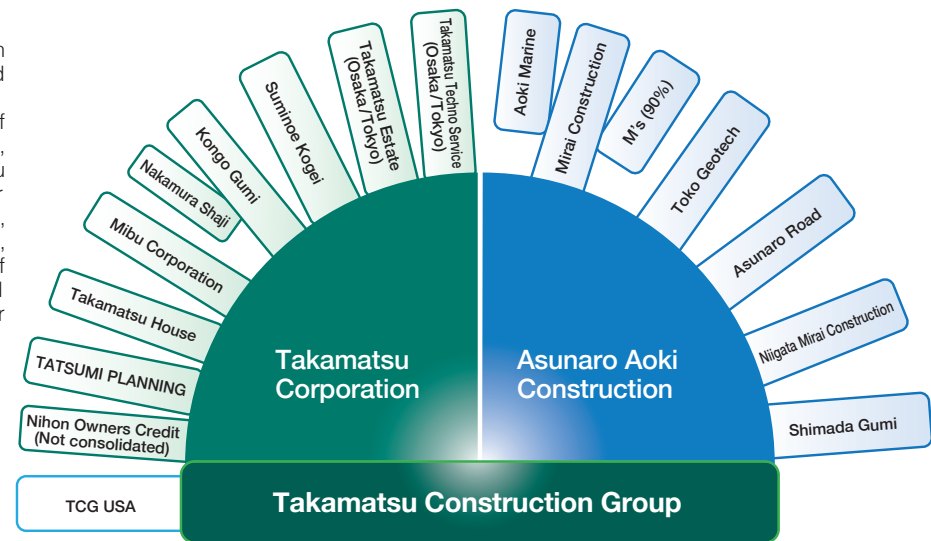 n
d
f
,
u
r
,
,
f
l
r
Nihon Owners Credit
(Not consolidated)
TATSUMI PLANNING
Takamatsu House
Mibu Corporation
Nakamura Shaji
Kongo Gumi
Suminoe Kogei
Takamatsu Estate
(Osaka/Tokyo)
Takamatsu Techno Service
(Osaka/Tokyo)
Aoki Marine
Mirai Construction
M's (90%)
Toko Geotech
Asunaro Road
Niigata Mirai Construction
Shimada Gumi
Takamatsu
Corporation
Asunaro Aoki
Construction
TCG USA
Takamatsu Construction Group